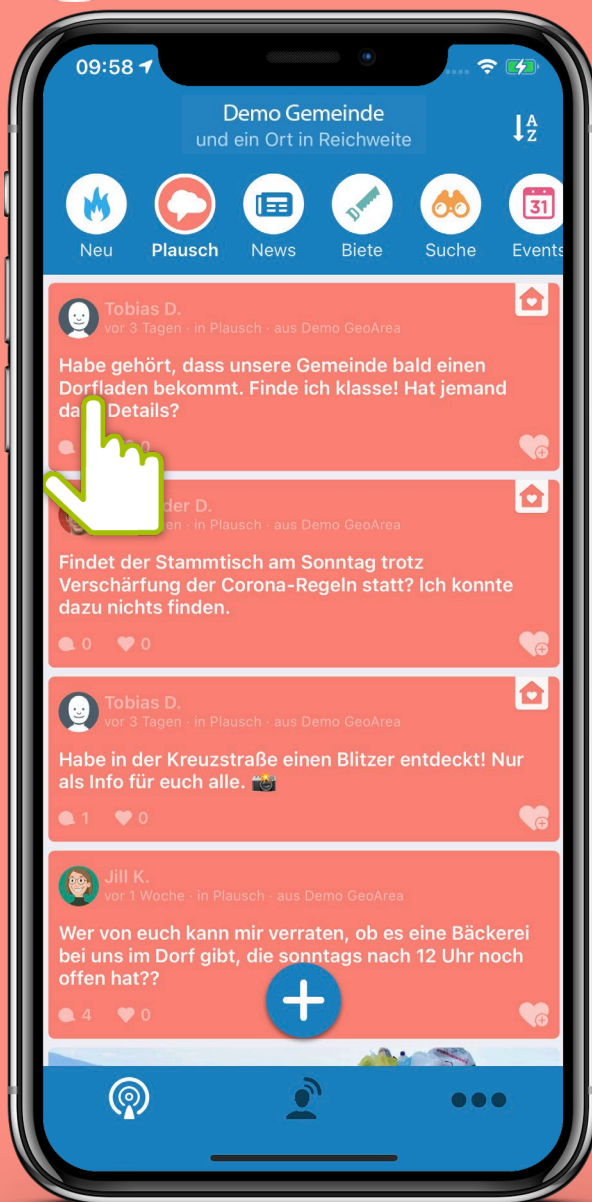 09:58
Demo Gemeinde
und ein Ort in Reichweite
A
Z
31
Neu Plausch News Biete Suche Events
Tobias D.
vor 3 Tagen · in Plausch · aus Demo GeoArea
Habe gehört, dass unsere Gemeinde bald einen
Dorfladen bekommt. Finde ich klasse! Hat jemand
Details?
0
der D.
in Plausch · aus Demo GeoArea
Findet der Stammtisch am Sonntag trotz
Verschärfung der Corona-Regeln statt? Ich konnte
dazu nichts finden.
0 0
Tobias D.
vor 3 Tagen · in Plausch · aus Demo GeoArea
Habe in der Kreuzstraße einen Blitzer entdeckt! Nur
als Info für euch alle. 📸
1 0
Jill K.
vor 1 Woche · in Plausch · aus Demo GeoArea
Wer von euch kann mir verraten, ob es eine Bäckerei
bei uns im Dorf gibt, die sonntags nach 12 Uhr noch
offen hat??
4 0